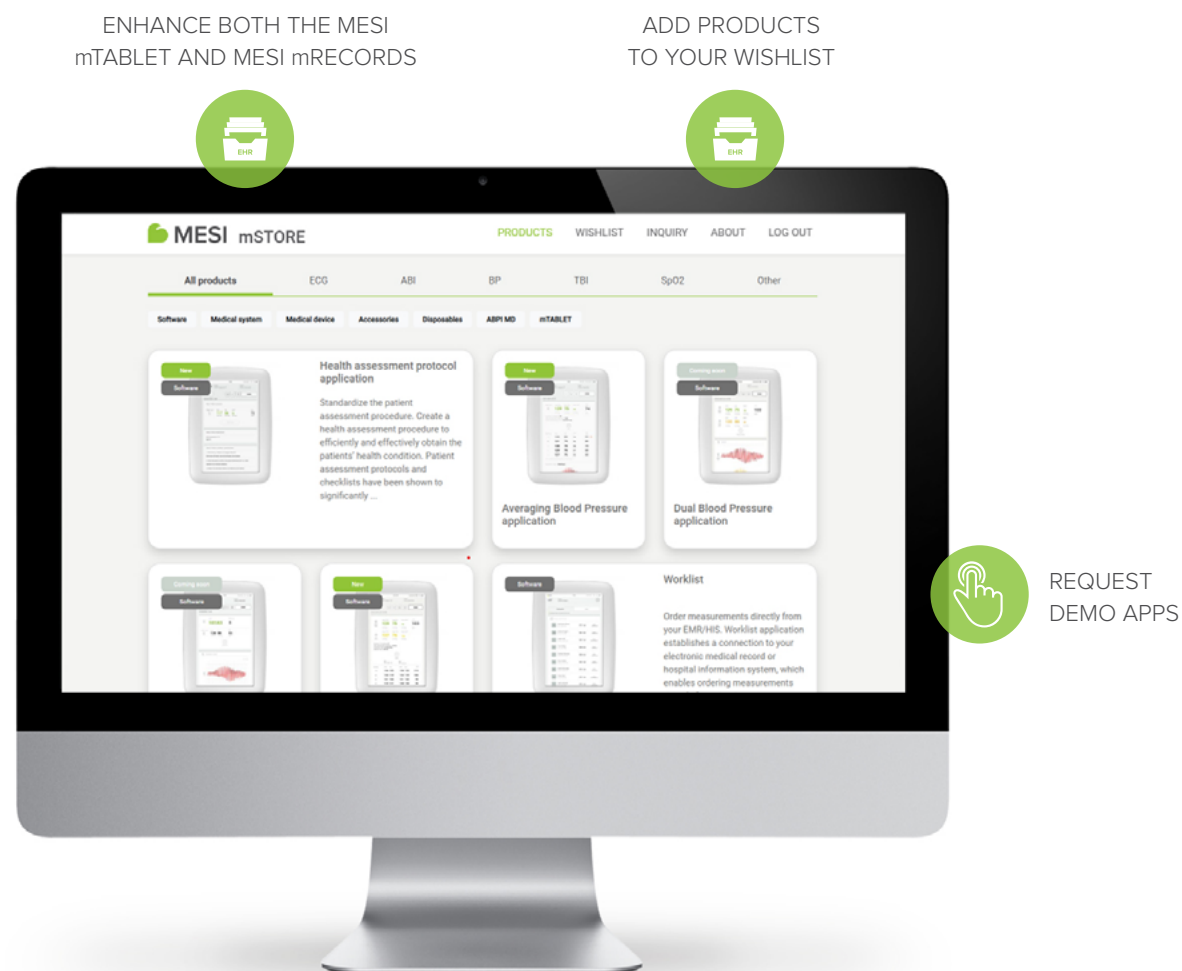 ENHANCE BOTH THE MESI
mTABLET AND MESI mRECORDS
ADD PRODUCTS
TO YOUR WISHLIST
EHR
EHR
MESI mSTORE
PRODUCTS WISHLIST INQUIRY ABOUT LOG OUT
All products ECG ABI BP TBI SpO2 Other
Software Medical system Medical device Accessories Disposables ABPI MD mTABLET
New
Software
Health assessment protocol
application
Standardize the patient
assessment procedure. Create a
health assessment procedure to
efficiently and effectively obtain the
patients' health condition. Patient
assessment protocols and
checklists have been shown to
significantly ...
New
Software
Averaging Blood Pressure
application
Coming soon
Software
Dual Blood Pressure
application
Coming soon
Software
New
Software
Software
Worklist
Order measurements directly from
your EMR/HIS. Worklist application
establishes a connection to your
electronic medical record or
hospital information system, which
enables ordering measurements
REQUEST
DEMO APPS